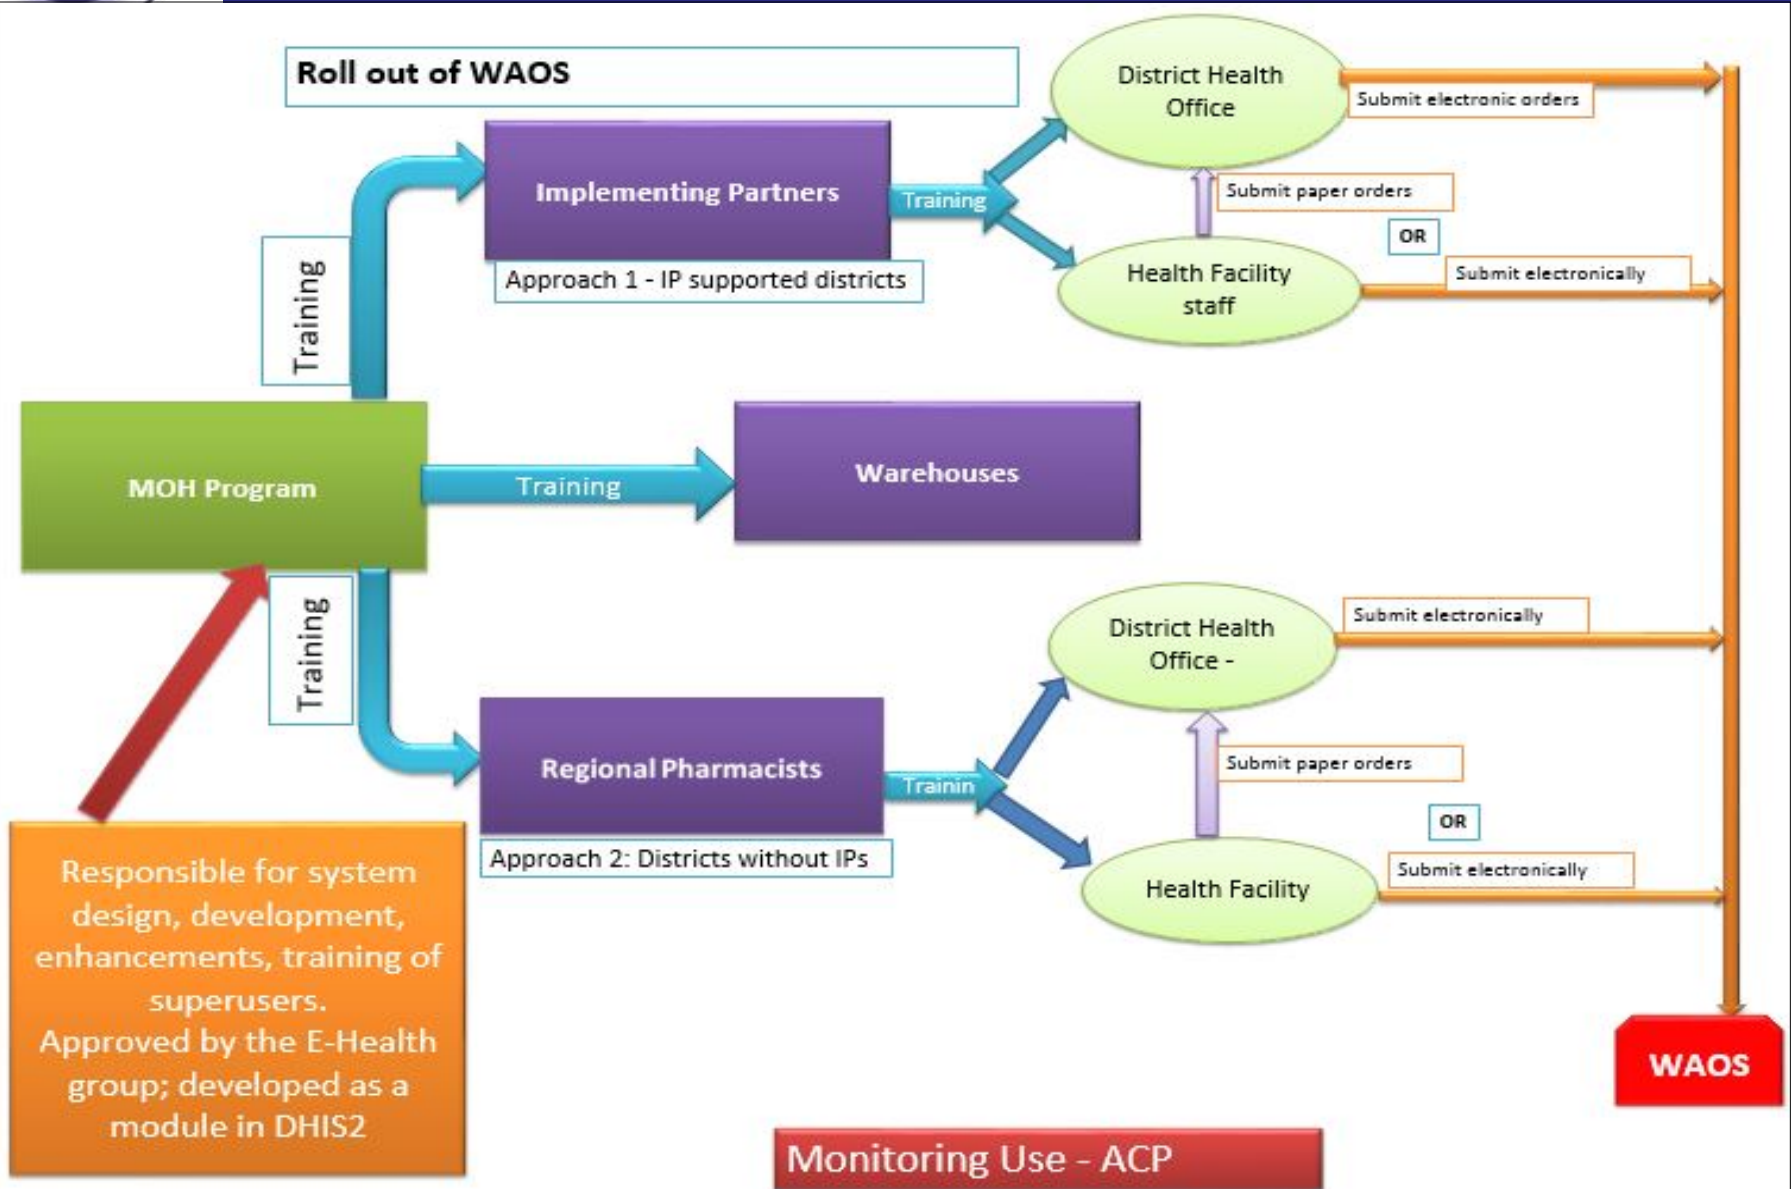 Roll out of WAOS
District Health
Office
Submit electronic orders
Implementing Partners
Training
Submit paper orders
OR
Approach 1 - IP supported districts
Health Facility
staff
Submit electronically
Training
MOH Program
Training
Warehouses
Training
District Health
Office -
Submit electronically
Regional Pharmacists
Trainin
Submit paper orders
OR
Approach 2: Districts without IPs
Health Facility
Submit electronically
Responsible for system
design, development,
enhancements, training of
superusers.
Approved by the E-Health
group; developed as a
module in DHIS2
WAOS
Monitoring Use - ACP